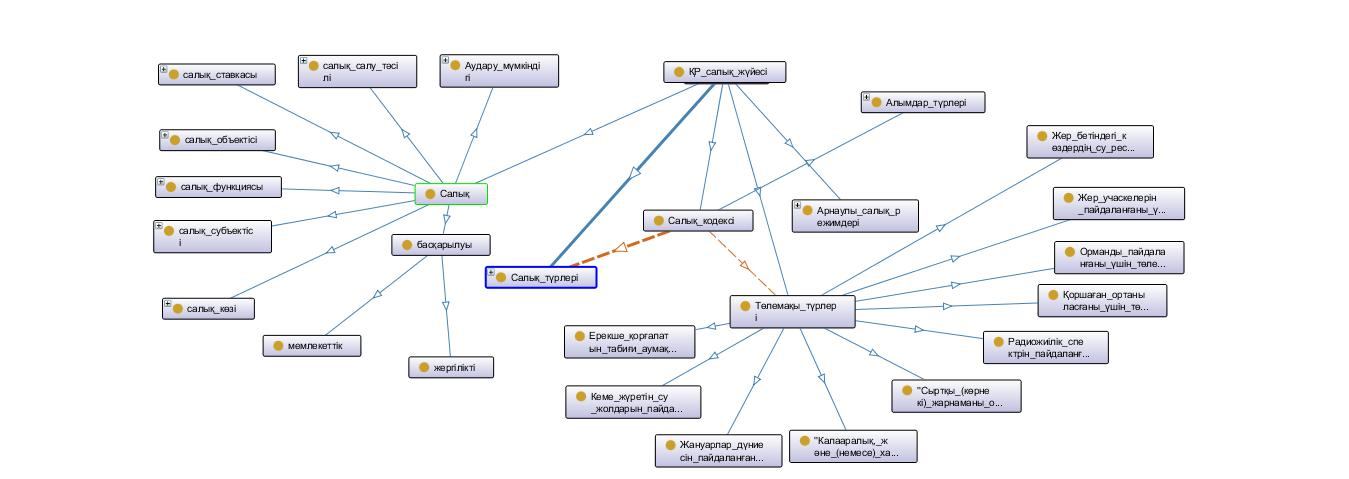 салық_ставкасы
салық_салу_тәсі
лі
Аудару_мүмкінді
гі
ҚР_салық_жүйесі
Алымдар_түрлері
салық_объектісі
Жер_бетіндегі_к
өздердің_су_рес...
салық_функциясы
Салық
Жер_учаскелерін
_пайдаланғаны_ү...
салық_субъектіс
і
басқарылуы
Салық_кодексі
Арнаулы_салық_р
ежимдері
Орманды_пайдала
нғаны_үшін_төле...
Салық_түрлері
салық_көзі
Төлемақы_түрлер
і
Қоршаған_ортаны
ласғаны_үшін_тө...
мемлекеттік
Ерекше_қорғалат
ын_табиғи_аумақ...
Радиожиілік_спе
ктрін_пайдаланғ...
жергілікті
Кеме_жүретін_су
_жолдарын_пайда...
"Сыртқы_(көрне
кі)_жарнаманы_о...
Жануарлар_дүние
сін_пайдаланған...
"Калааралық,_ж
әне_(немесе)_ха...